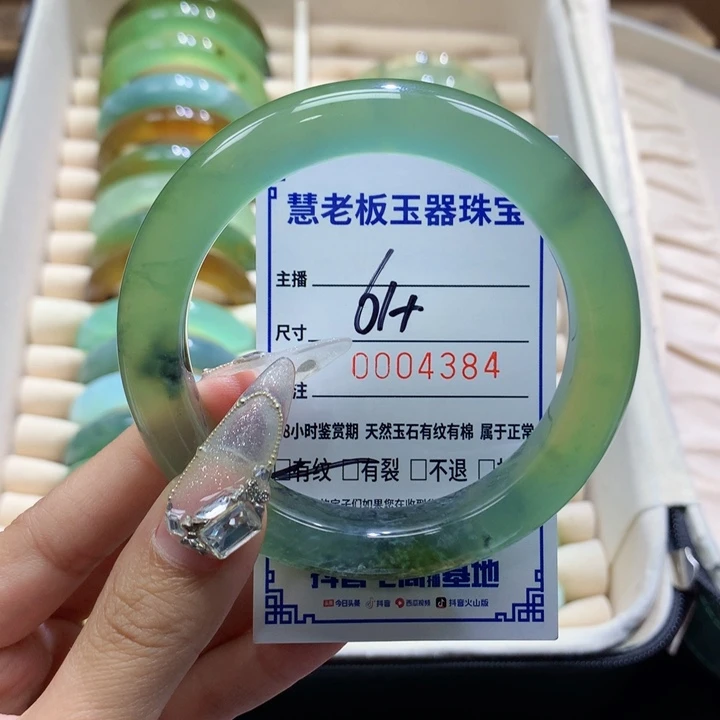 慧老板玉器珠宝
主播
尺寸 61+
0004384
注
8小时鉴赏期 天然玉石有纹有棉 属于正常
□有纹 □有裂 □不退
基地
今日头条 抖音 西瓜视频 抖音火山版